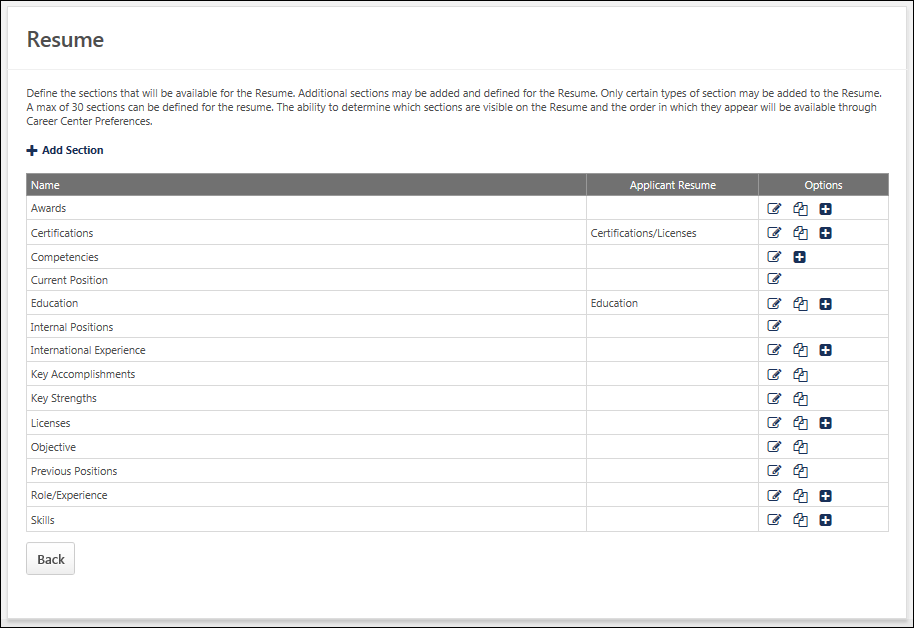 Resume
Define the sections that will be available for the Resume. Additional sections may be added and defined for the Resume. Only certain types of section may be added to the Resume.
A max of 30 sections can be defined for the resume. The ability to determine which sections are visible on the Resume and the order in which they appear will be available through
Career Center Preferences.
Add Section
Name Applicant Resume Options
Awards
Certifications Certifications/Licenses
Competencies
Current Position
Education Education
Internal Positions
International Experience
Key Accomplishments
Key Strengths
Licenses
Objective
Previous Positions
Role/Experience
Skills
Back